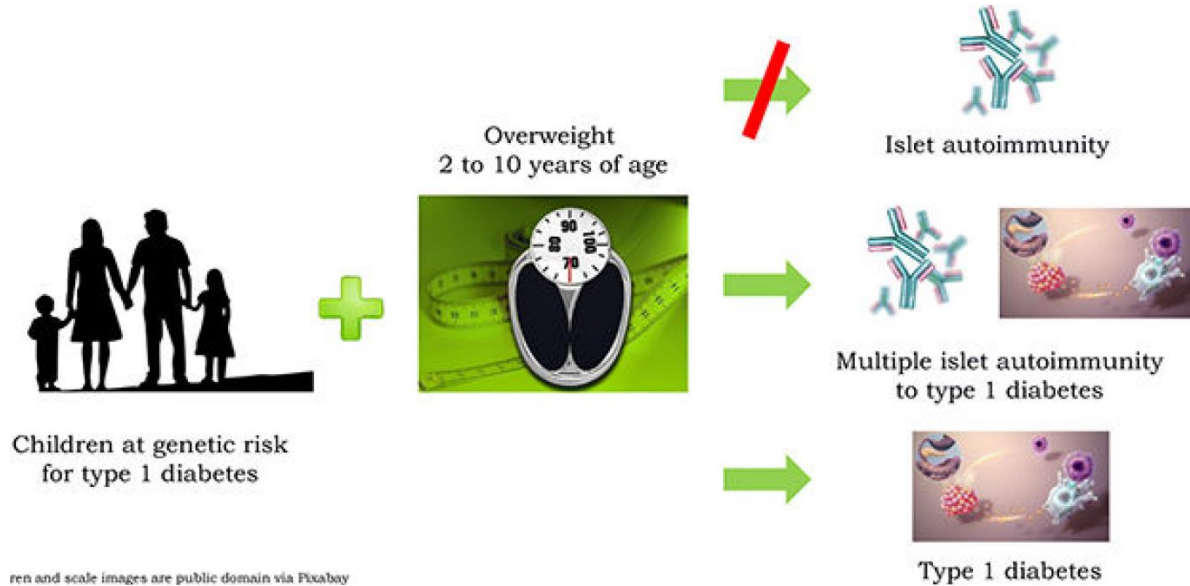 Islet autoimmunity
Overweight
2 to 10 years of age
90
80
100
70
Multiple islet autoimmunity
to type 1 diabetes
Children at genetic risk
for type 1 diabetes
Type 1 diabetes
ren and scale images are public domain via Pixabay